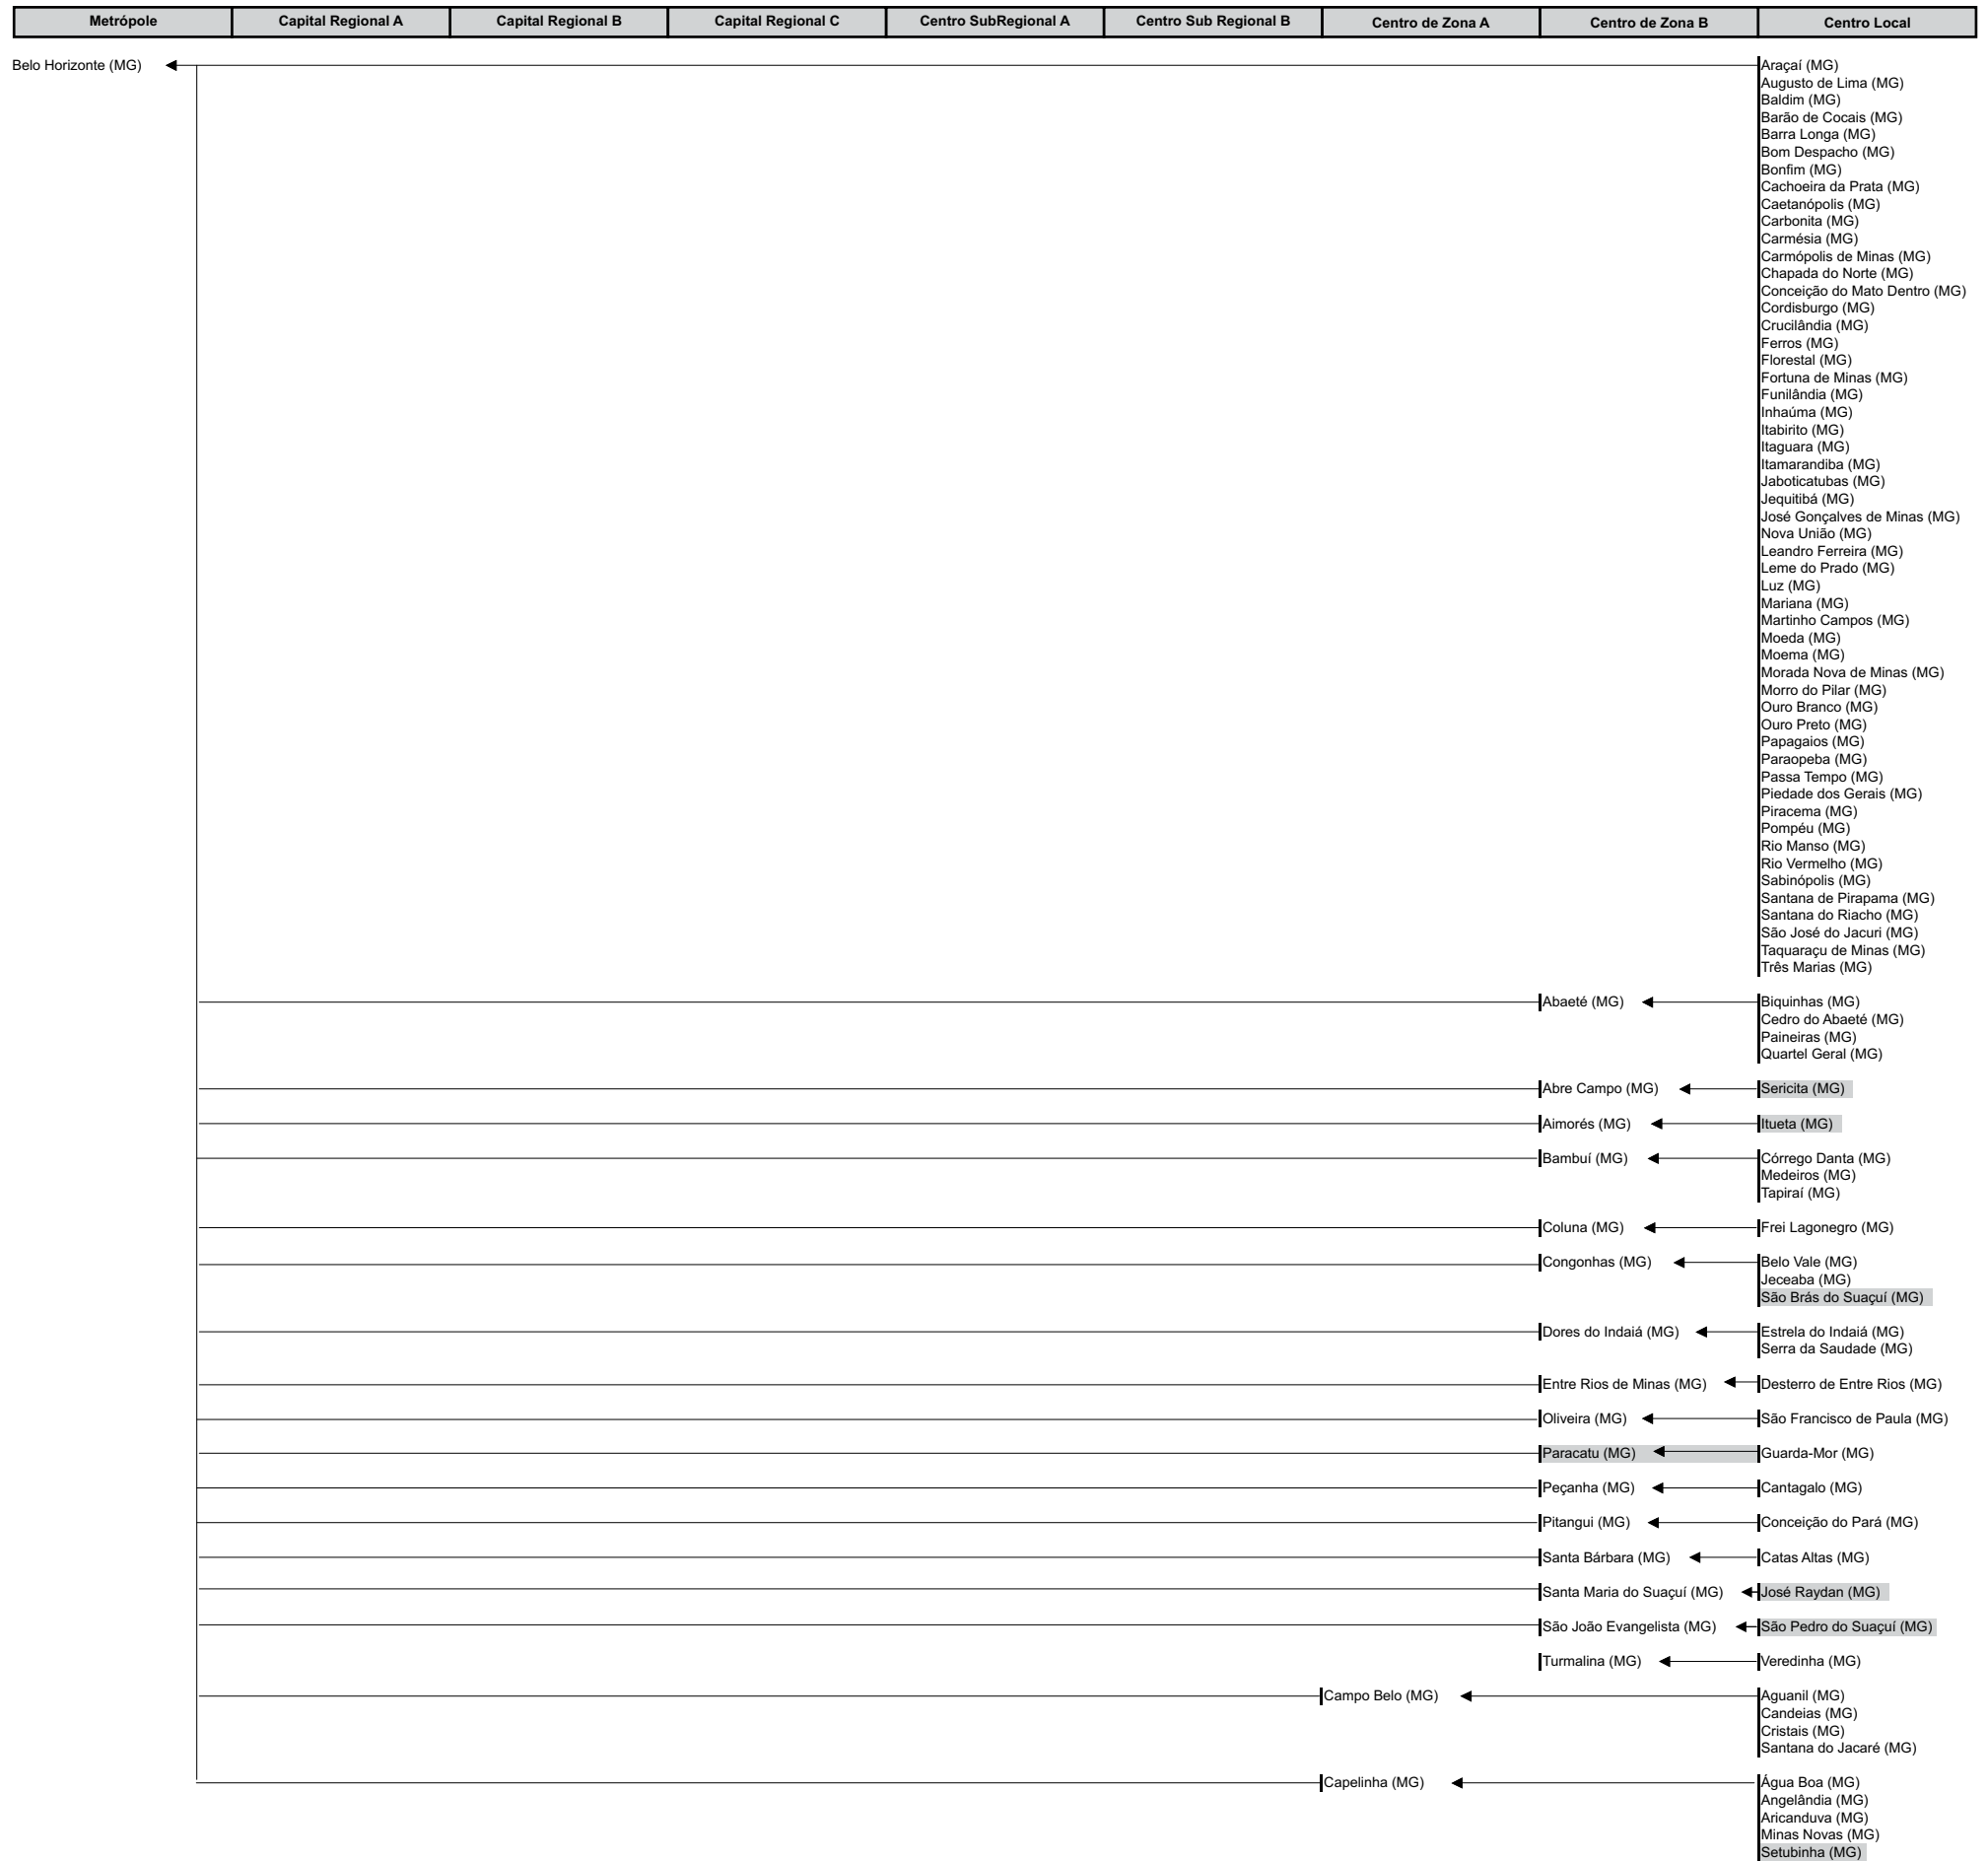 Metrópole Capital Regional A Capital Regional B Capital Regional C Centro SubRegional A Centro Sub Regional B Centro de Zona A Centro de Zona B Centro Local
Belo Horizonte (MG) Araçaí (MG)
Augusto de Lima (MG)
Baldim (MG)
Barão de Cocais (MG)
Barra Longa (MG)
Bom Despacho (MG)
Bonfim (MG)
Cachoeira da Prata (MG)
Caetanópolis (MG)
Carbonita (MG)
Carmésia (MG)
Carmópolis de Minas (MG)
Chapada do Norte (MG)
Conceição do Mato Dentro (MG)
Cordisburgo (MG)
Crucilândia (MG)
Ferros (MG)
Florestal (MG)
Fortuna de Minas (MG)
Funilândia (MG)
Inhaúma (MG)
Itabirito (MG)
Itaguara (MG)
Itamarandiba (MG)
Jaboticatubas (MG)
Jequitibá (MG)
José Gonçalves de Minas (MG)
Nova União (MG)
Leandro Ferreira (MG)
Leme do Prado (MG)
Luz (MG)
Mariana (MG)
Martinho Campos (MG)
Moeda (MG)
Moema (MG)
Morada Nova de Minas (MG)
Morro do Pilar (MG)
Ouro Branco (MG)
Ouro Preto (MG)
Papagaios (MG)
Paraopeba (MG)
Passa Tempo (MG)
Piedade dos Gerais (MG)
Piracema (MG)
Pompéu (MG)
Rio Manso (MG)
Rio Vermelho (MG)
Sabinópolis (MG)
Santana de Pirapama (MG)
Santana do Riacho (MG)
São José do Jacuri (MG)
Taquaraçu de Minas (MG)
Três Marias (MG)
Abaeté (MG) Biquinhas (MG)
Cedro do Abaeté (MG)
Paineiras (MG)
Quartel Geral (MG)
Abre Campo (MG) Sericita (MG)
Aimorés (MG) Itueta (MG)
Bambuí (MG) Córrego Danta (MG)
Medeiros (MG)
Tapiraí (MG)
Coluna (MG) Frei Lagonegro (MG)
Congonhas (MG) Belo Vale (MG)
Jeceaba (MG)
São Brás do Suaçuí (MG)
Dores do Indaiá (MG) Estrela do Indaiá (MG)
Serra da Saudade (MG)
Entre Rios de Minas (MG) Desterro de Entre Rios (MG)
Oliveira (MG) São Francisco de Paula (MG)
Paracatu (MG) Guarda-Mor (MG)
Peçanha (MG) Cantagalo (MG)
Pitangui (MG) Conceição do Pará (MG)
Santa Bárbara (MG) Catas Altas (MG)
Santa Maria do Suaçuí (MG) José Raydan (MG)
São João Evangelista (MG) São Pedro do Suaçuí (MG)
Turmalina (MG) Veredinha (MG)
Campo Belo (MG) Aguanil (MG)
Candeias (MG)
Cristais (MG)
Santana do Jacaré (MG)
Capelinha (MG) Água Boa (MG)
Angelândia (MG)
Aricanduva (MG)
Minas Novas (MG)
Setubinha (MG)